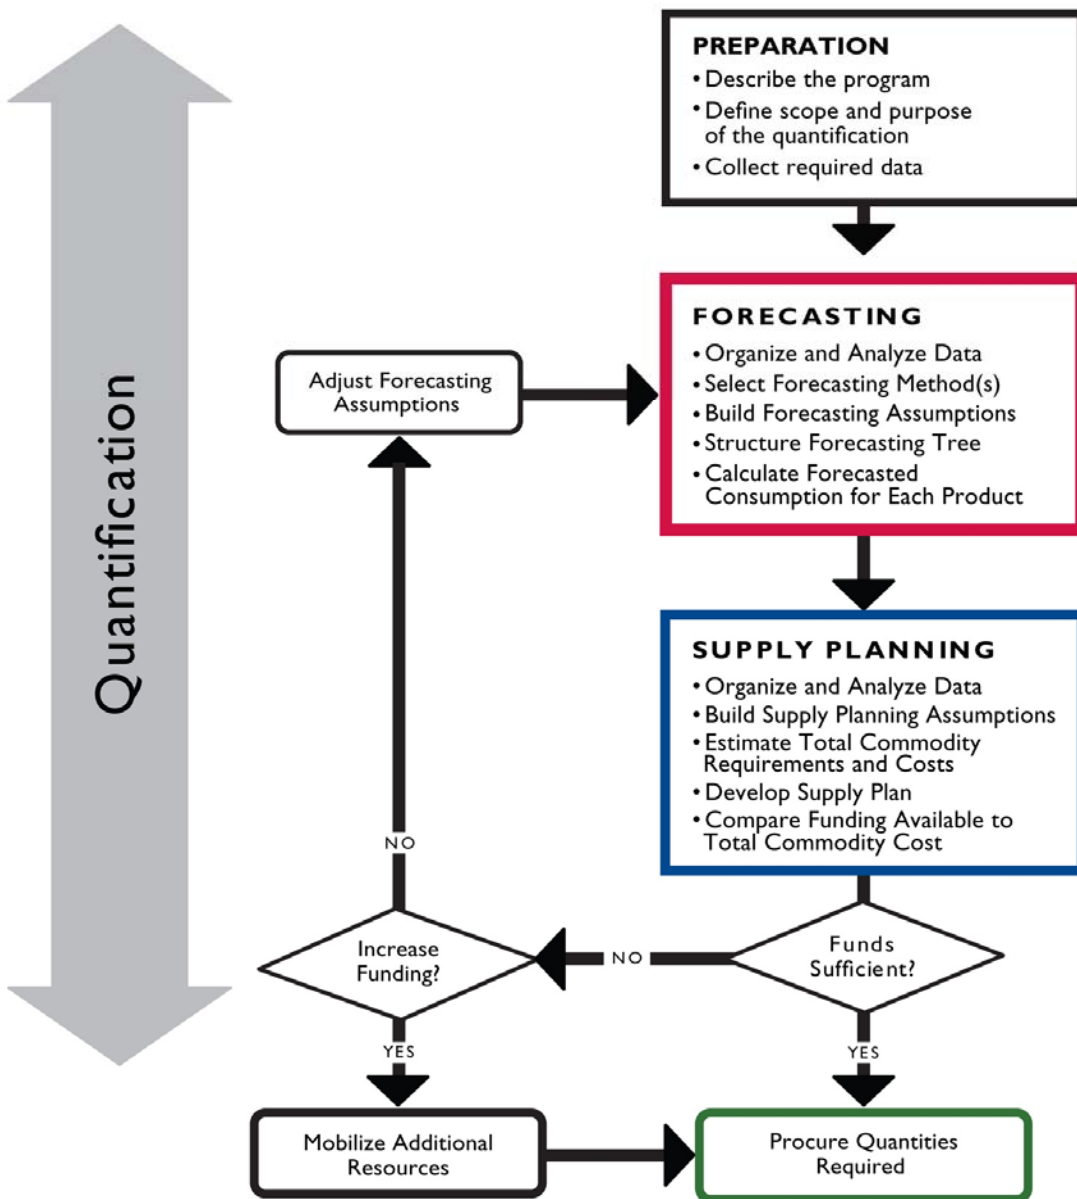 Quantification
PREPARATION
• Describe the program
• Define scope and purpose
of the quantification
• Collect required data
FORECASTING
• Organize and Analyze Data
• Select Forecasting Method(s)
• Build Forecasting Assumptions
• Structure Forecasting Tree
• Calculate Forecasted
Consumption for Each Product
Adjust Forecasting
Assumptions
SUPPLY PLANNING
• Organize and Analyze Data
• Build Supply Planning Assumptions
• Estimate Total Commodity
Requirements and Costs
• Develop Supply Plan
• Compare Funding Available to
Total Commodity Cost
NO
Increase
Funding?
NO
Funds
Sufficient?
YES
YES
Mobilize Additional
Resources
Procure Quantities
Required